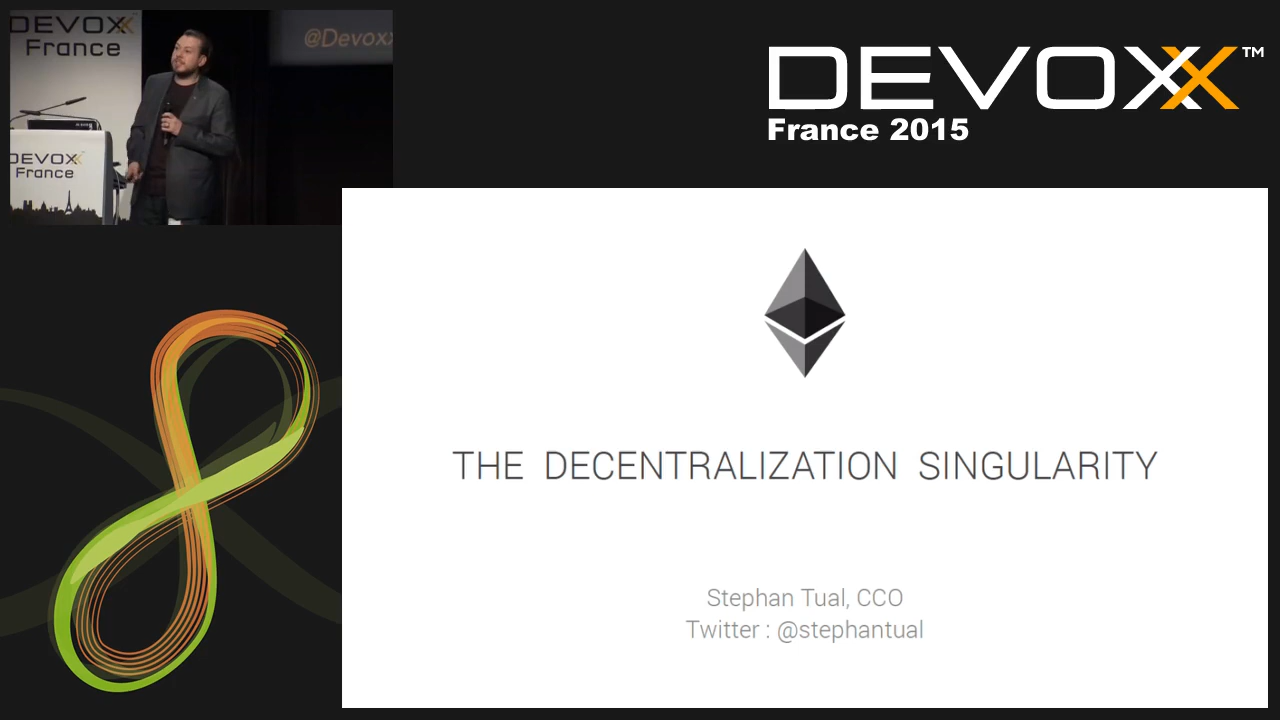 DEVOXX
France
@Devoxx
DEVOXX
France
DEVOXX™
France 2015
THE DECENTRALIZATION SINGULARITY
Stephan Tual, CCO
Twitter : @stephantual